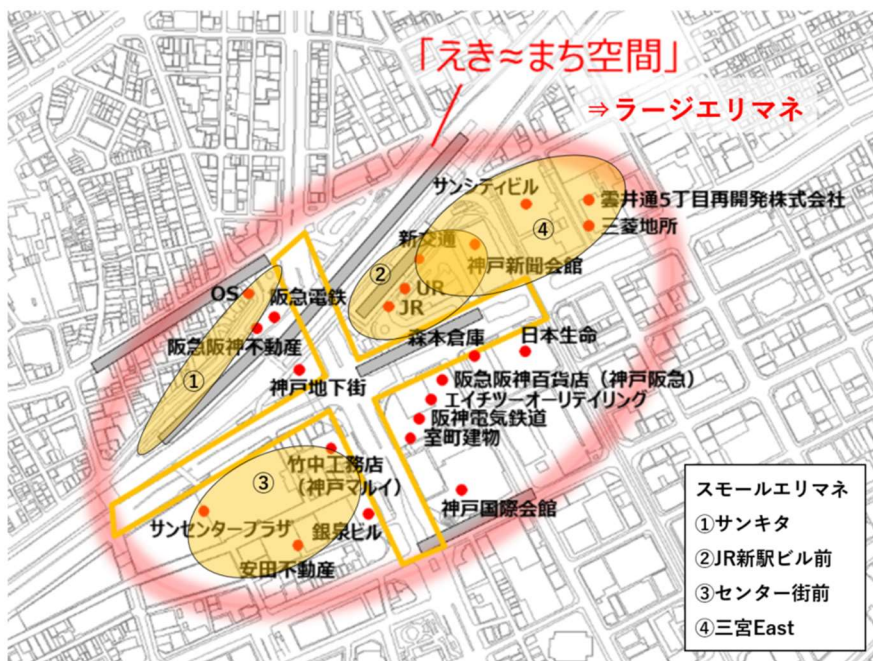 「えき≈まち空間」
⇒ラージエリマネ
サンシティビル
雲井通5丁目再開発株式会社
④
三菱地所
新交通
神戸新聞会館
②
UR
JR
OS
阪急電鉄
阪急阪神不動産
①
神戸地下街
森本倉庫
日本生命
阪急阪神百貨店（神戸阪急）
エイチツーオーリテイリング
阪神電気鉄道
室町建物
竹中工務店
（神戸マルイ）
③
神戸国際会館
サンセンタープラザ
銀泉ビル
安田不動産
スモールエリマネ
①サンキタ
②JR新駅ビル前
③センター街前
④三宮East